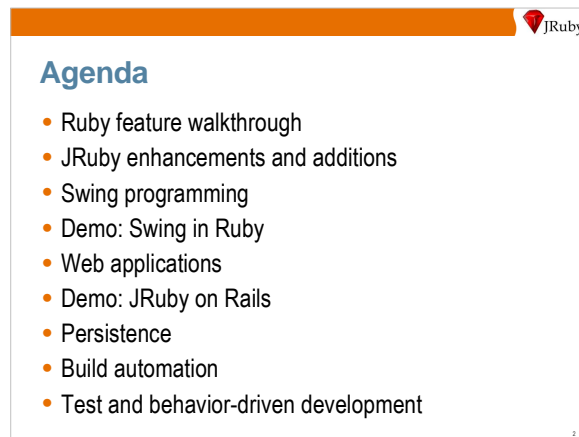 JRuby
Agenda
• Ruby feature walkthrough
• JRuby enhancements and additions
• Swing programming
• Demo: Swing in Ruby
• Web applications
• Demo: JRuby on Rails
• Persistence
• Build automation
• Test and behavior-driven development
2